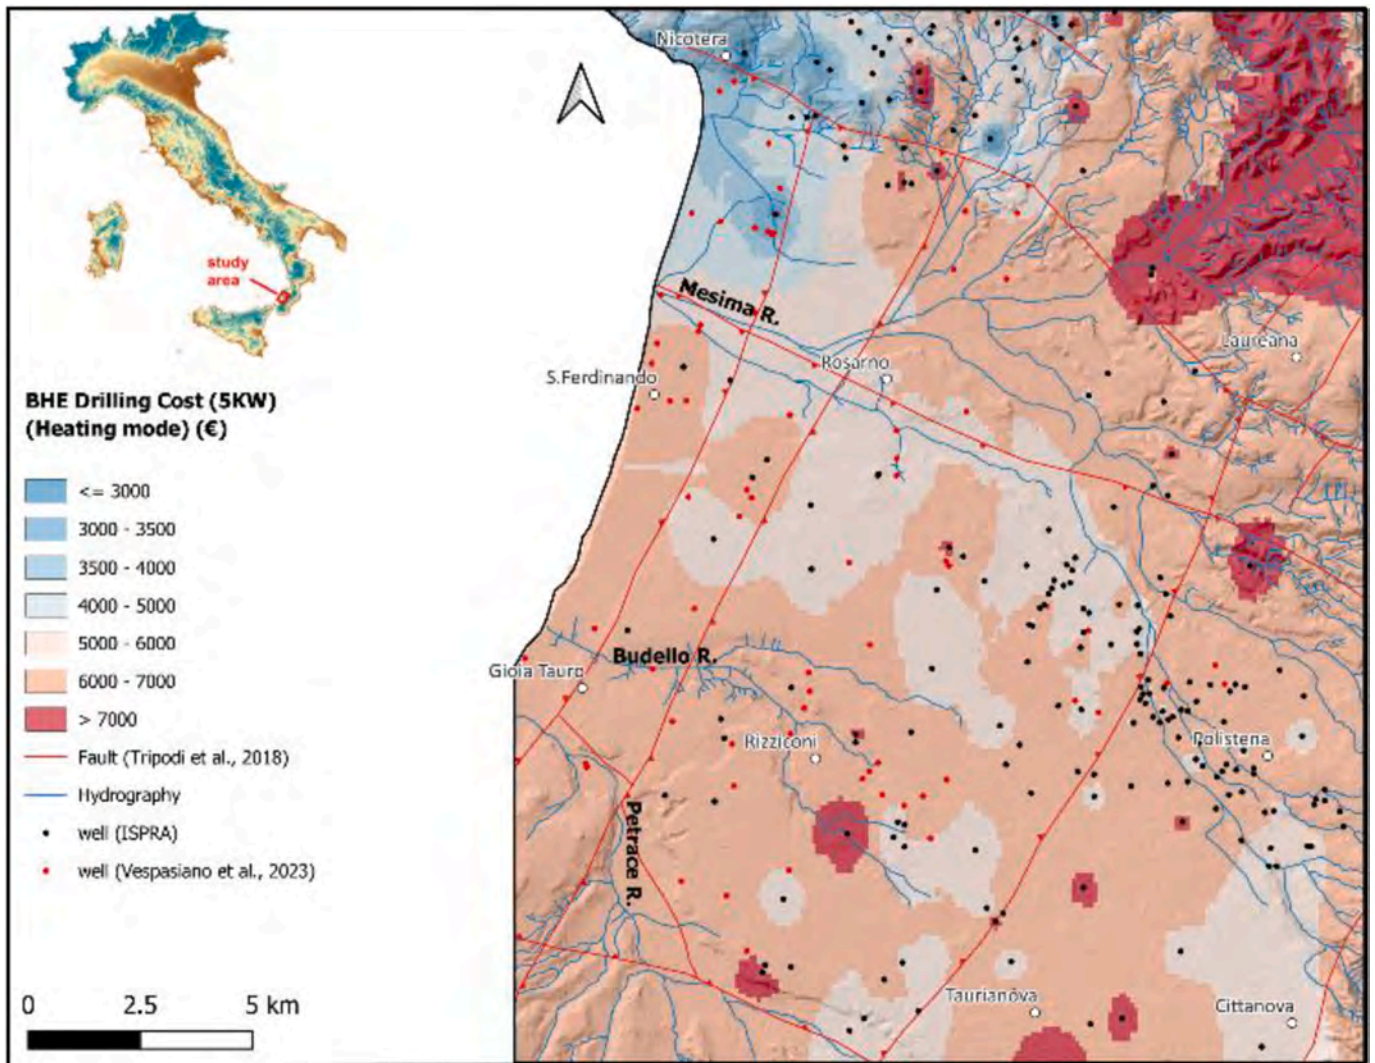 Nicotera
study
area
Mesima R.
Laureana
Rosarno
S.Ferdinando
BHE Drilling Cost (5KW)
(Heating mode) (€)
<= 3000
3000 - 3500
3500 - 4000
4000 - 5000
5000 - 6000
6000 - 7000
> 7000
Fault (Tripodi et al., 2018)
Hydrography
well (ISPRA)
well (Vespasiano et al., 2023)
Budello R.
Gioia Tauro
Rizziconi
Polistena
Petrace R.
Taurianova
Cittanova
0 2.5 5 km